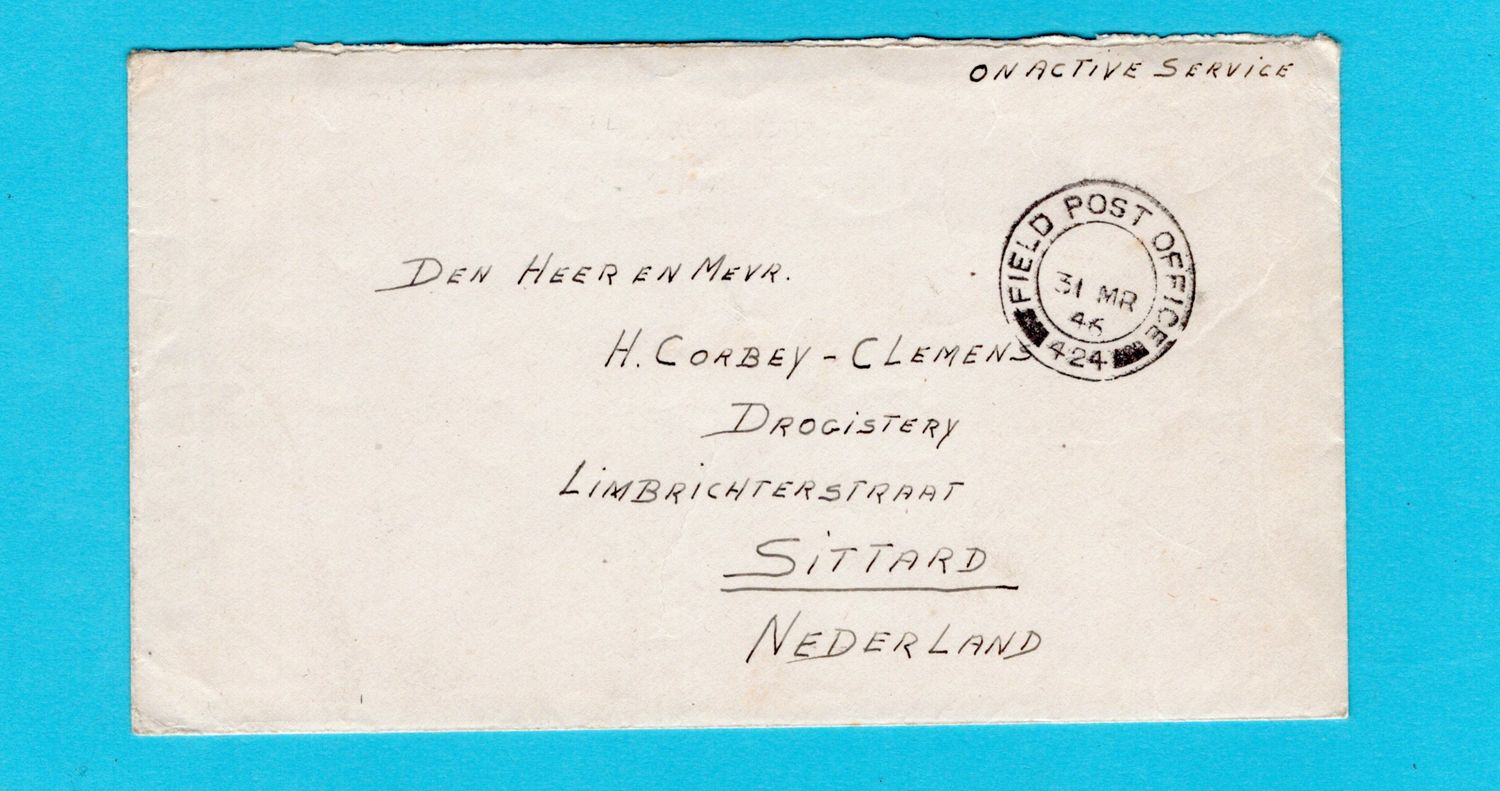 ON ACTIVE SERVICE
FIELD POST OFFICE
31 MR
46
424
DEN HEER EN MEVR.
H. CORBEY - CLEMENS
DROGiSTERY
LiMBRiCHTERSTRAAT
SiTTARD
NEDERLAND